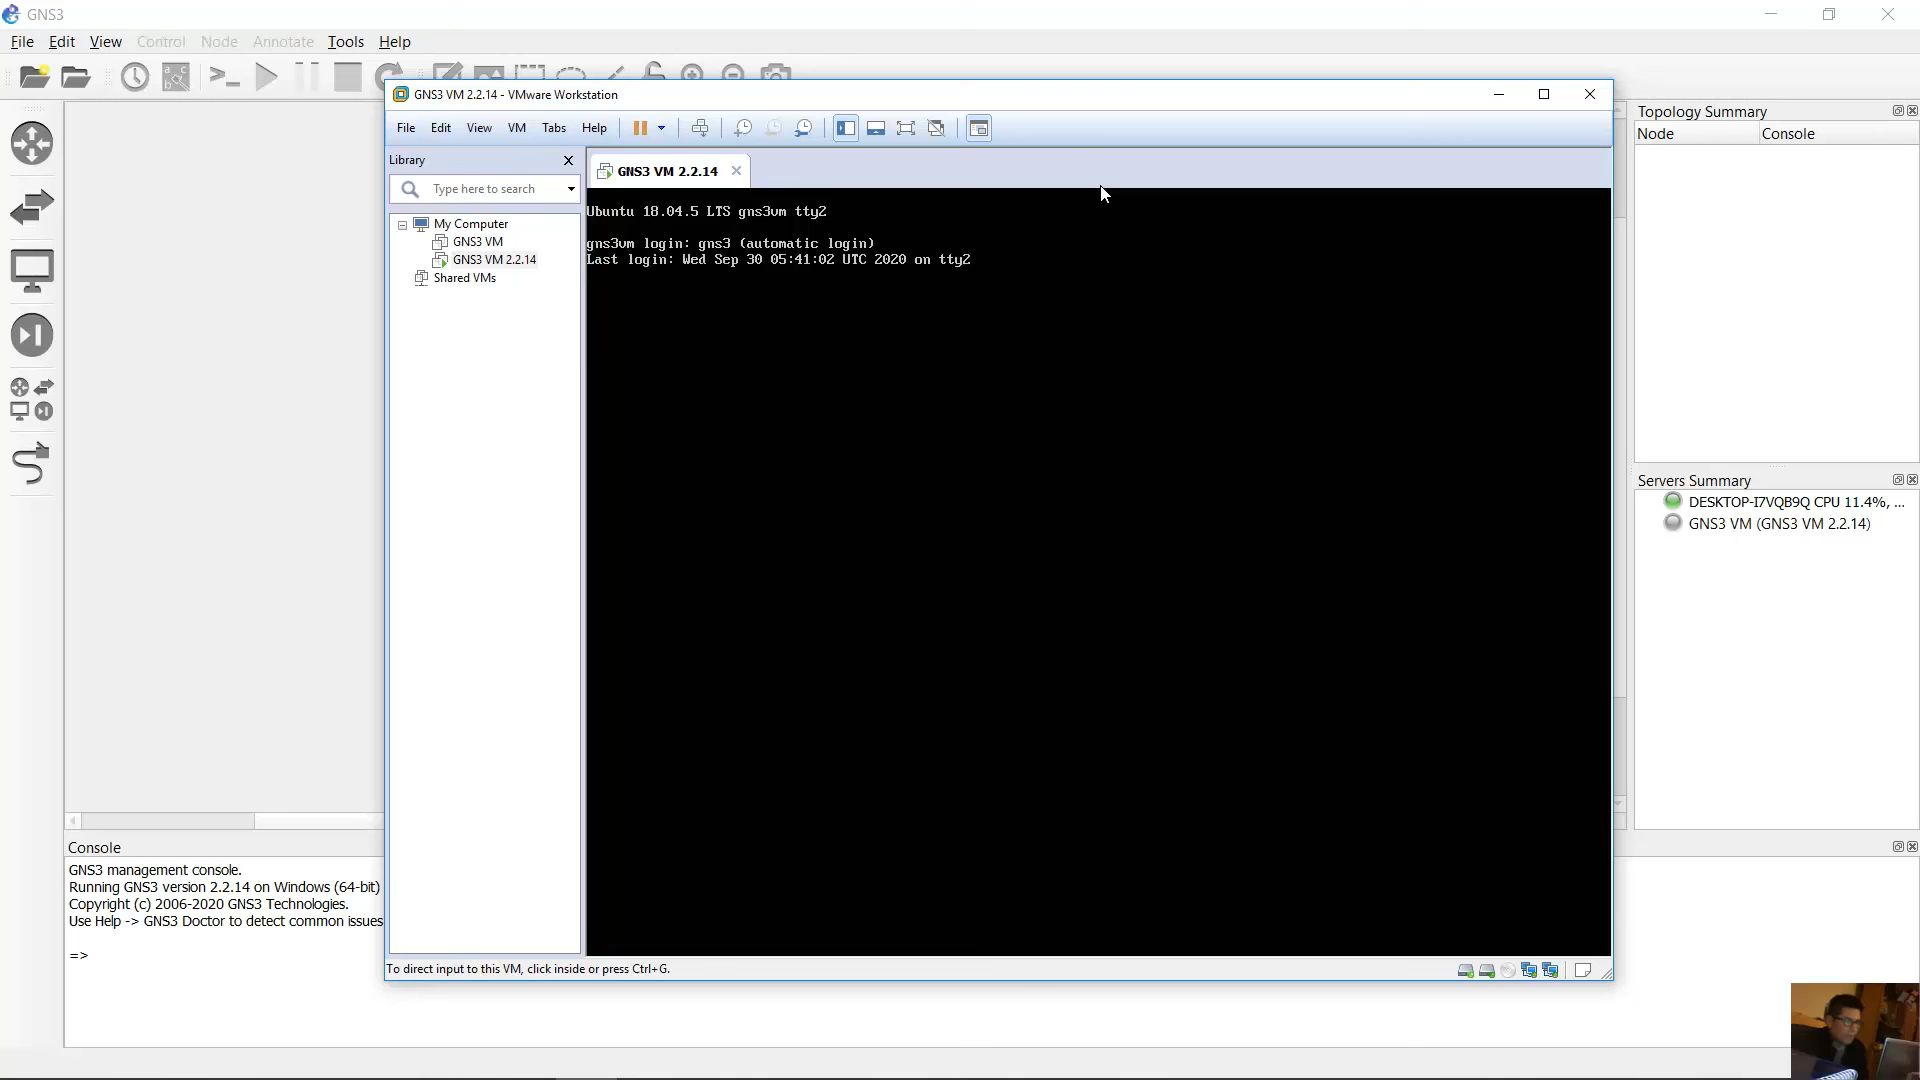 GNS3
File Edit View Control Node Annotate Tools Help
GNS3 VM 2.2.14 - VMware Workstation
File Edit View VM Tabs Help
Library
Type here to search
My Computer
GNS3 VM
GNS3 VM 2.2.14
Shared VMs
GNS3 VM 2.2.14
Ubuntu 18.04.5 LTS gns3vm tty2
gns3vm login: gns3 (automatic login)
Last login: Wed Sep 30 05:41:02 UTC 2020 on tty2
To direct input to this VM, click inside or press Ctrl+G.
Topology Summary
Node Console
Servers Summary
DESKTOP-I7VQB9Q CPU 11.4%, ...
GNS3 VM (GNS3 VM 2.2.14)
Console
GNS3 management console.
Running GNS3 version 2.2.14 on Windows (64-bit)
Copyright (c) 2006-2020 GNS3 Technologies.
Use Help -> GNS3 Doctor to detect common issues
=>